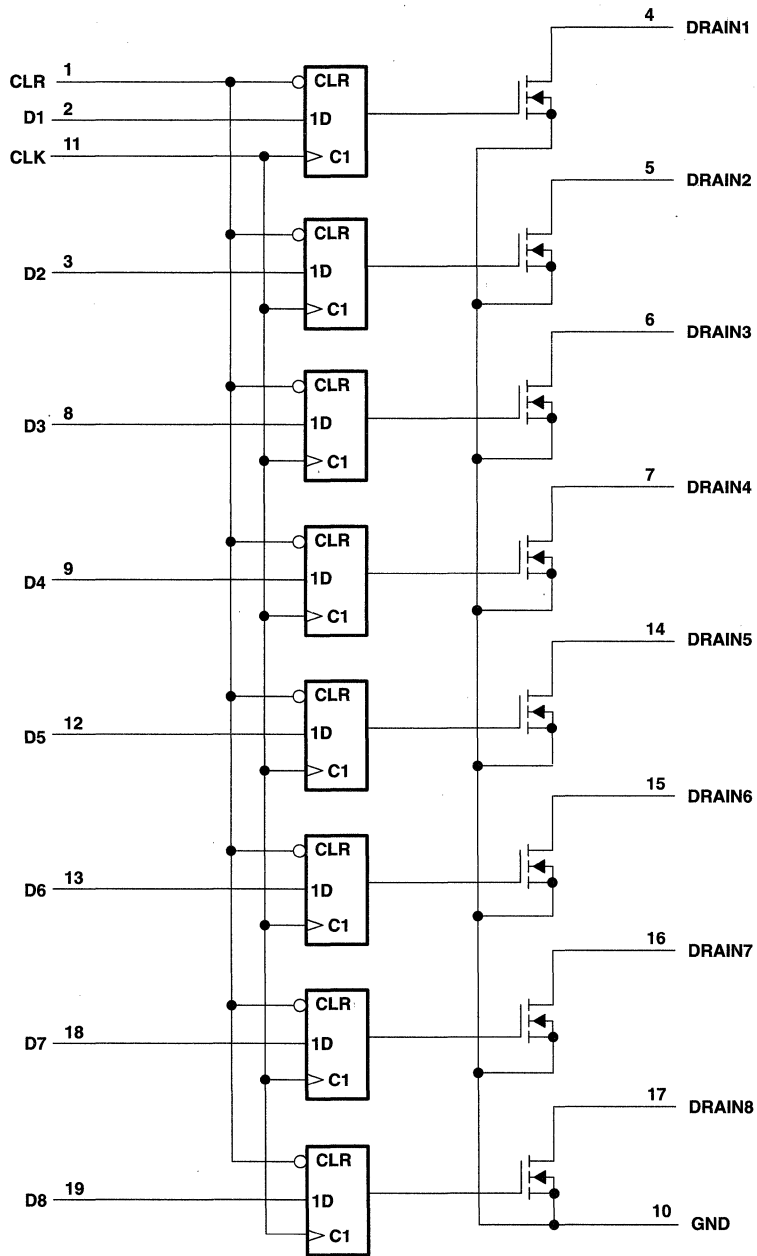 4 DRAIN1
CLR 1 CLR
D1 2 1D
CLK 11 C1
5 DRAIN2
CLR
D2 3 1D
C1
6 DRAIN3
CLR
D3 8 1D
C1
7 DRAIN4
CLR
D4 9 1D
C1
14 DRAIN5
CLR
D5 12 1D
C1
15 DRAIN6
CLR
D6 13 1D
C1
16 DRAIN7
CLR
D7 18 1D
C1
17 DRAIN8
CLR
D8 19 1D
10 GND
C1